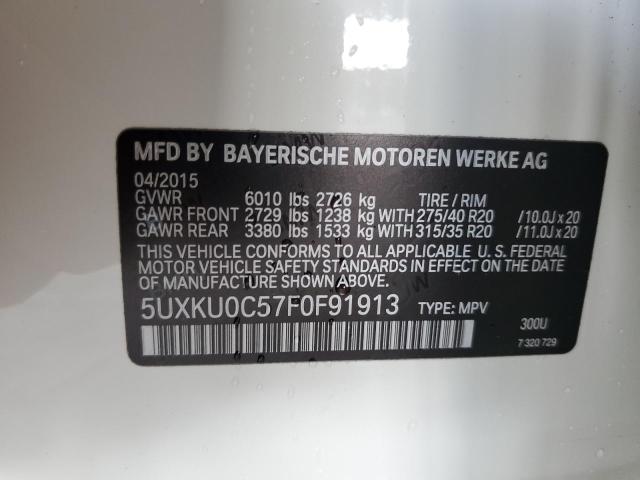 MFD BY BAYERISCHE MOTOREN WERKE AG
04/2015
GVWR 6010 lbs 2726 kg TIRE / RIM
GAWR FRONT 2729 lbs 1238 kg WITH 275/40 R20 /10.0J x 20
GAWR REAR 3380 lbs 1533 kg WITH 315/35 R20 /11.0J x 20
THIS VEHICLE CONFORMS TO ALL APPLICABLE U. S. FEDERAL
MOTOR VEHICLE SAFETY STANDARDS IN EFFECT ON THE DATE
OF MANUFACTURE SHOWN ABOVE.
5UXKU0C57F0F91913 TYPE: MPV
300U
7 320 729